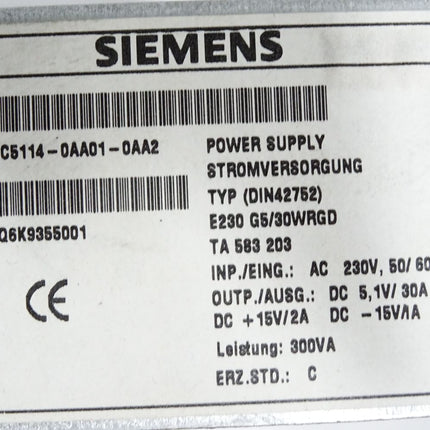 SIEMENS
C5114-0AA01-0AA2
POWER SUPPLY
STROMVERSORGUNG
TYP (DIN42752)
Q6K9355001
E230 G5/30WRGD
TA 583 203
INP./EING.: AC 230V, 50/60
CE
OUTP./AUSG.: DC 5,1V/30A
DC +15V/2A DC -15V/1A
Leistung: 300VA
ERZ.STD.: C